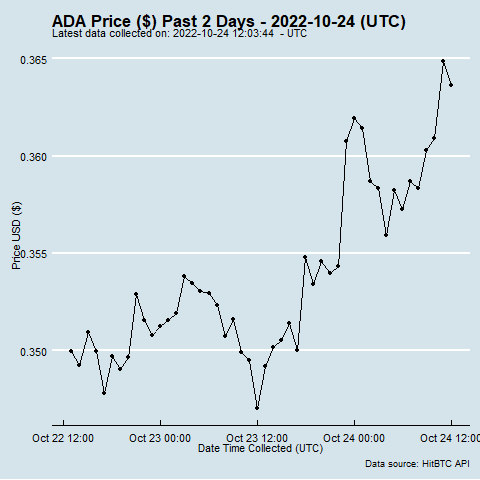 ADA Price ($) Past 2 Days - 2022-10-24 (UTC)
Latest data collected on: 2022-10-24 12:03:44 - UTC
0.365
0.360
0.355
0.350
Price USD ($)
Oct 22 12:00 Oct 23 00:00 Oct 23 12:00 Oct 24 00:00 Oct 24 12:00
Date Time Collected (UTC)
Data source: HitBTC API